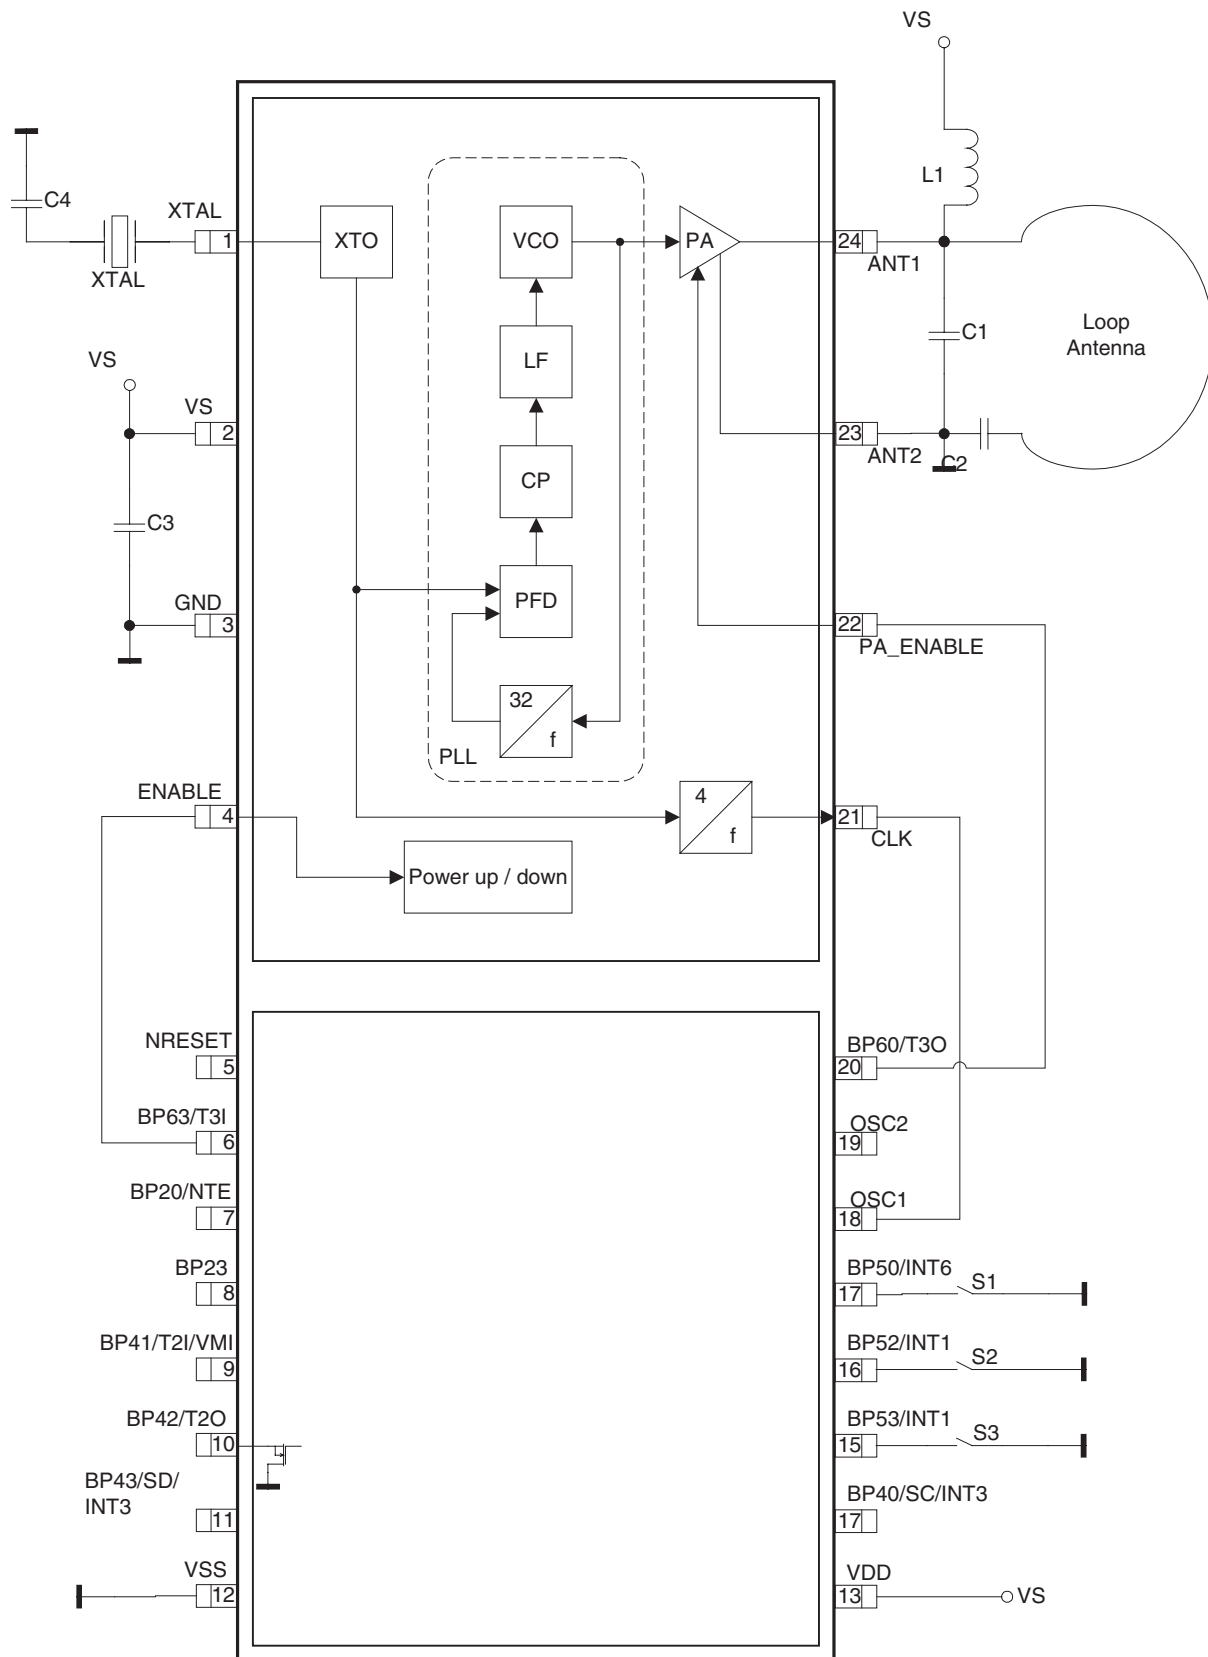 VS
C4
XTAL
1
XTAL
XTO
VCO
PA
24
ANT1
L1
C1
Loop
Antenna
VS
VS
2
LF
23
ANT2
C2
C3
CP
GND
3
PFD
22
PA_ENABLE
32
f
PLL
ENABLE
4
4
f
21
CLK
Power up / down
NRESET
5
BP60/T3O
20
BP63/T3I
6
OSC2
19
BP20/NTE
7
OSC1
18
BP23
8
BP50/INT6
17
S1
BP41/T2I/VMI
9
BP52/INT1
16
S2
BP42/T2O
10
BP53/INT1
15
S3
BP43/SD/
INT3
11
BP40/SC/INT3
17
VSS
12
VDD
13
VS